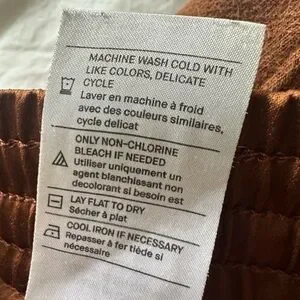 MACHINE WASH COLD WITH
LIKE COLORS, DELICATE
CYCLE
Laver en machine à froid
avec des couleurs similaires,
cycle delicat
ONLY NON-CHLORINE
BLEACH IF NEEDED
Utiliser uniquement un
agent blanchissant non
decolorant si besoin est
LAY FLAT TO DRY
Sécher à plat
COOL IRON IF NECESSARY
Repasser à fer tiède si
nécessaire